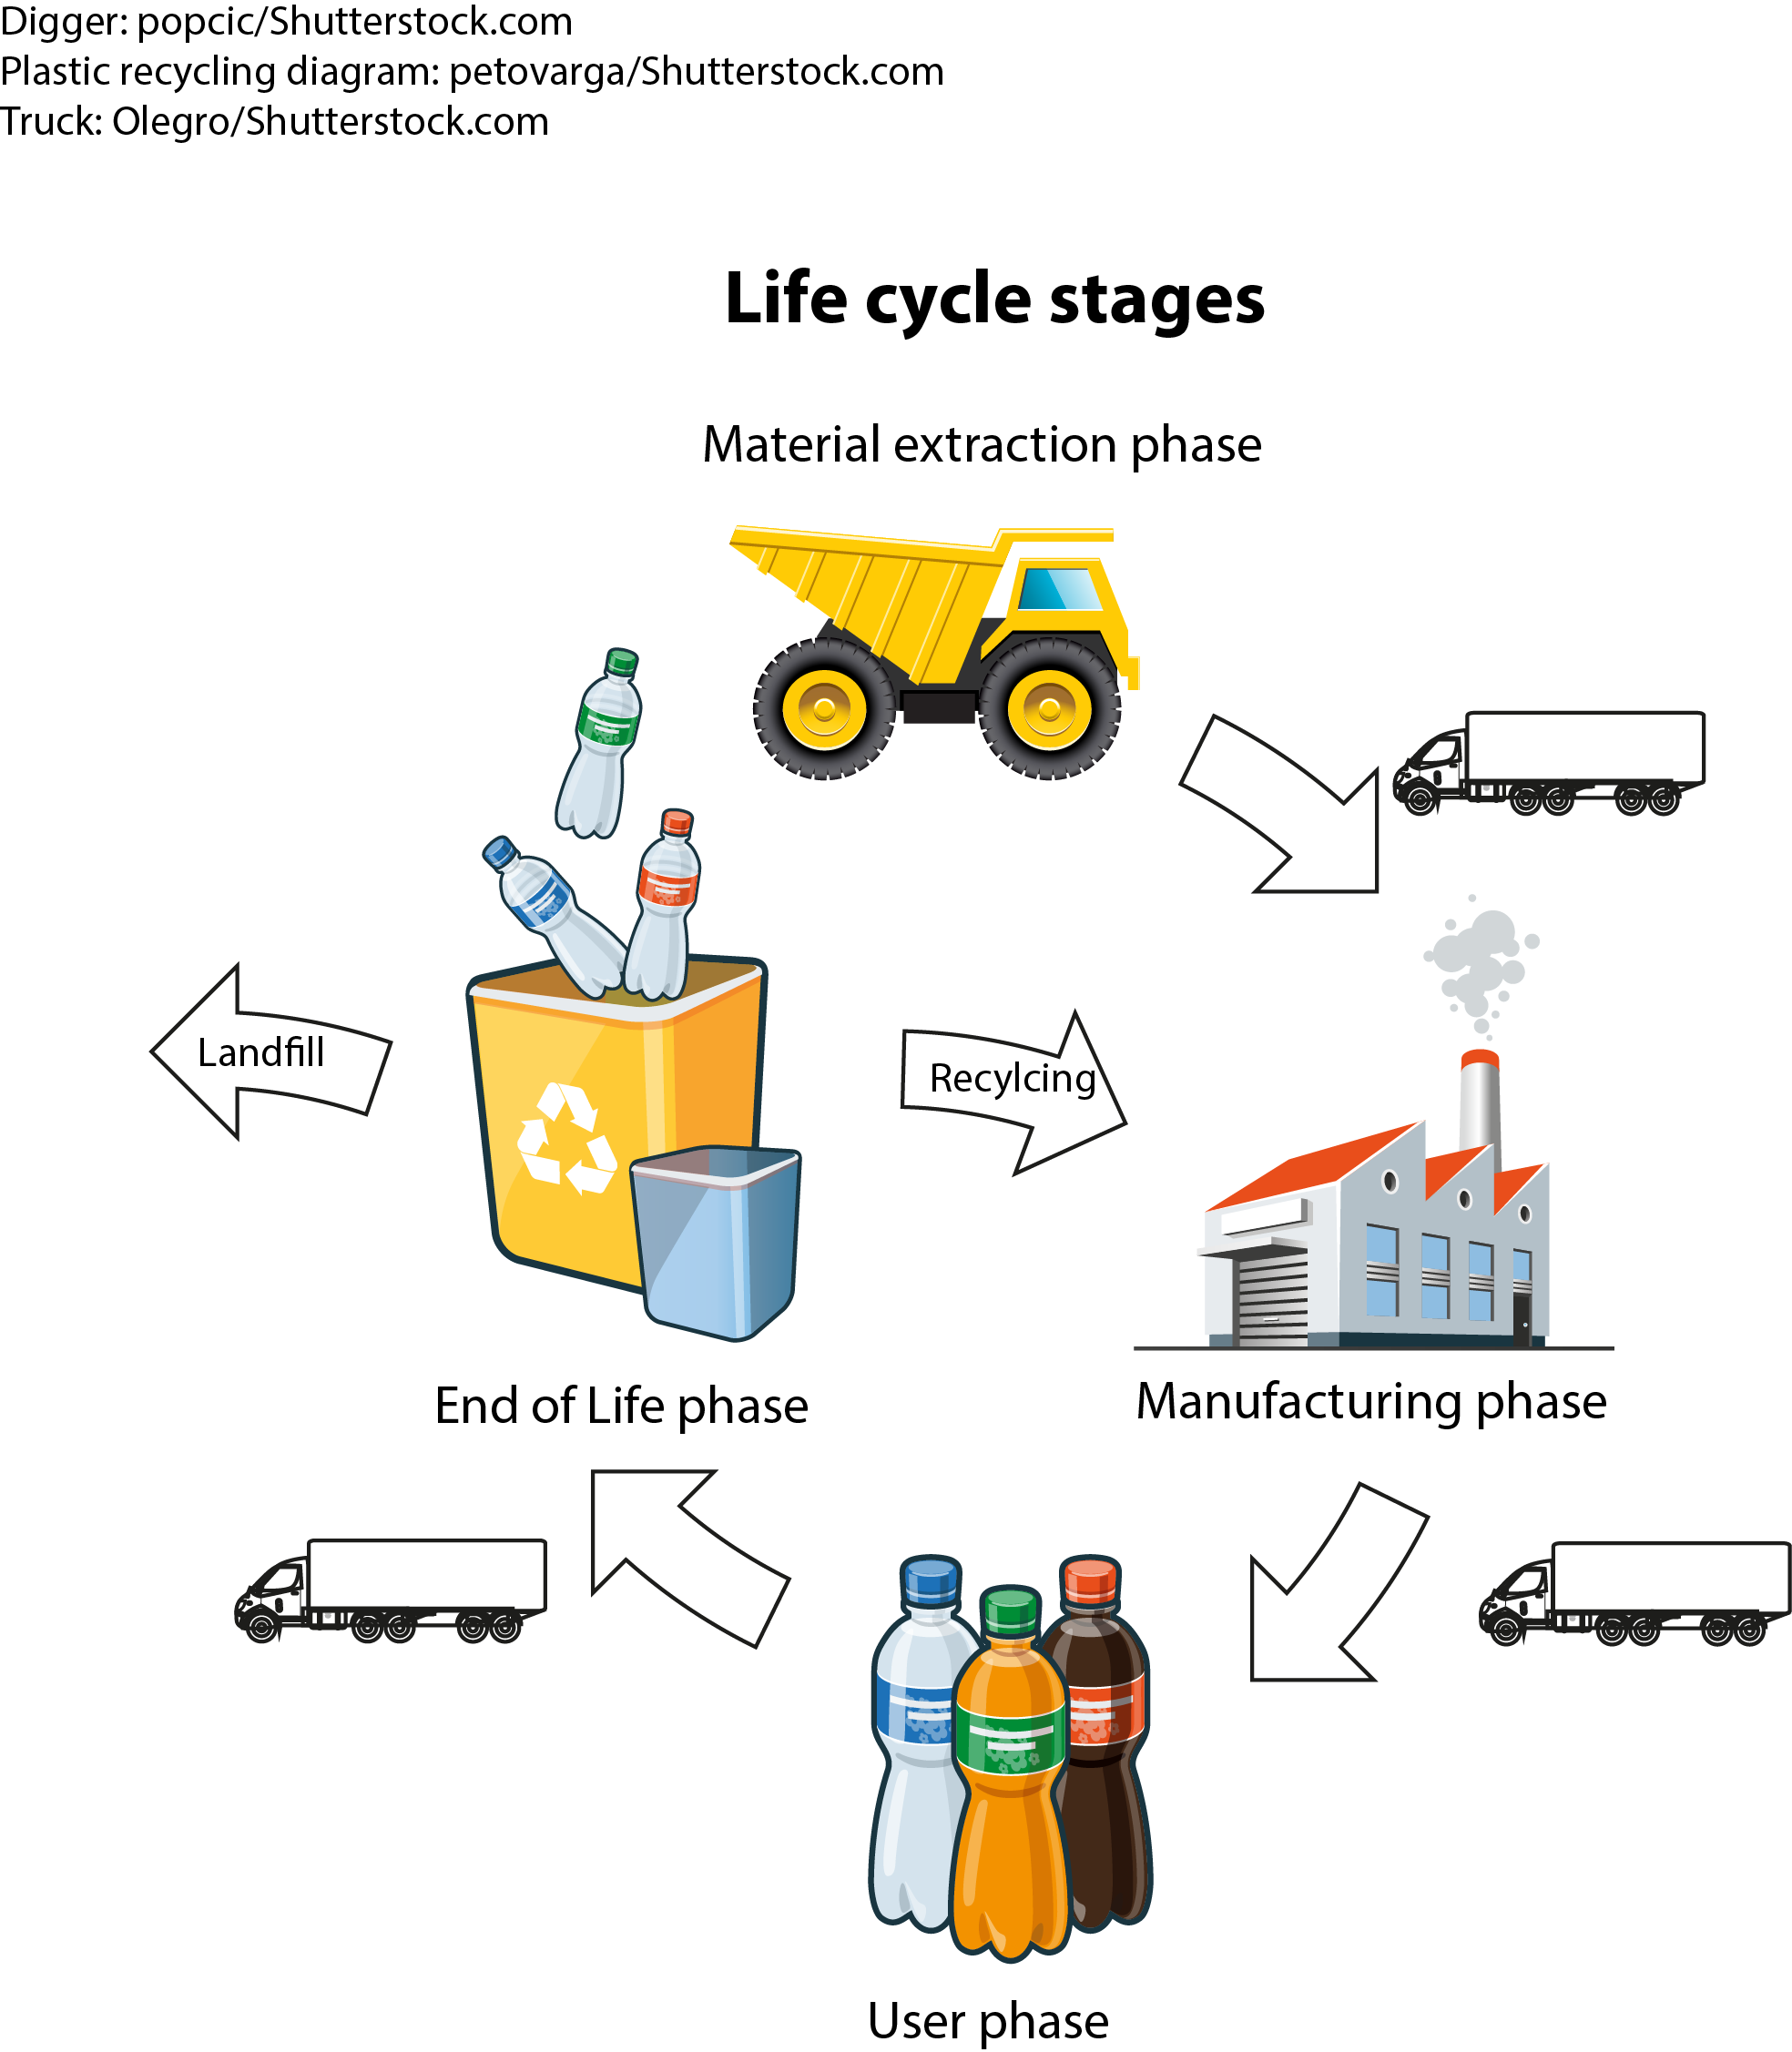 Digger: popcic/Shutterstock.com
Plastic recycling diagram: petovarga/Shutterstock.com
Truck: Olegro/Shutterstock.com
Life cycle stages
Material extraction phase
Landfill
Recylcing
End of Life phase
Manufacturing phase
User phase